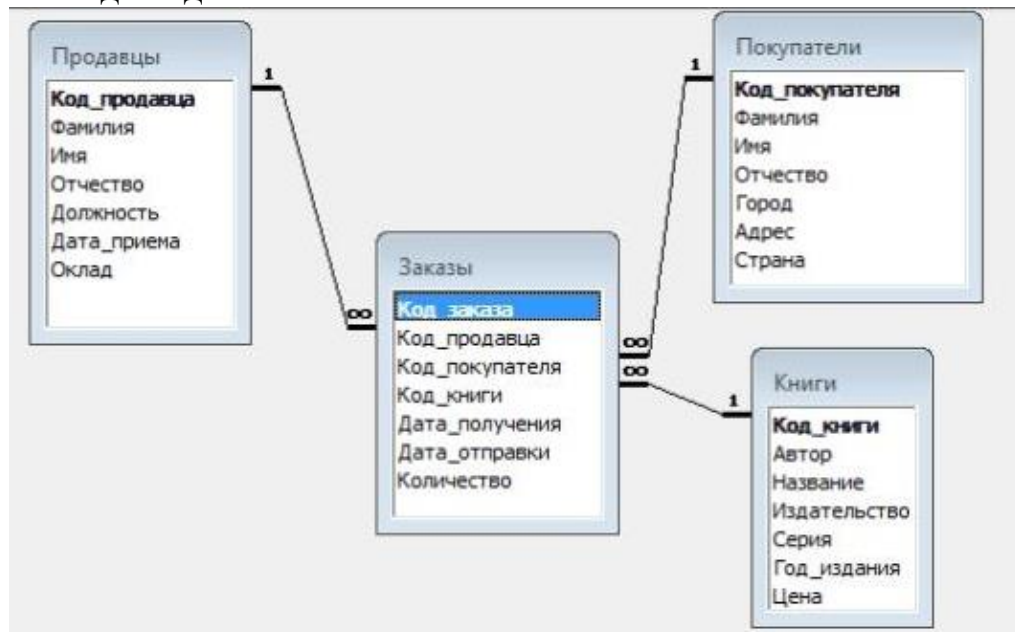 Продавцы
Код_продавца
Фамилия
Имя
Отчество
Должность
Дата_приема
Оклад
1
∞
Заказы
Код_заказа
Код_продавца
Код_покупателя
Код_книги
Дата_получения
Дата_отправки
Количество
1
∞
Покупатели
Код_покупателя
Фамилия
Имя
Отчество
Город
Адрес
Страна
∞
1
Книги
Код_книги
Автор
Название
Издательство
Серия
Год_издания
Цена